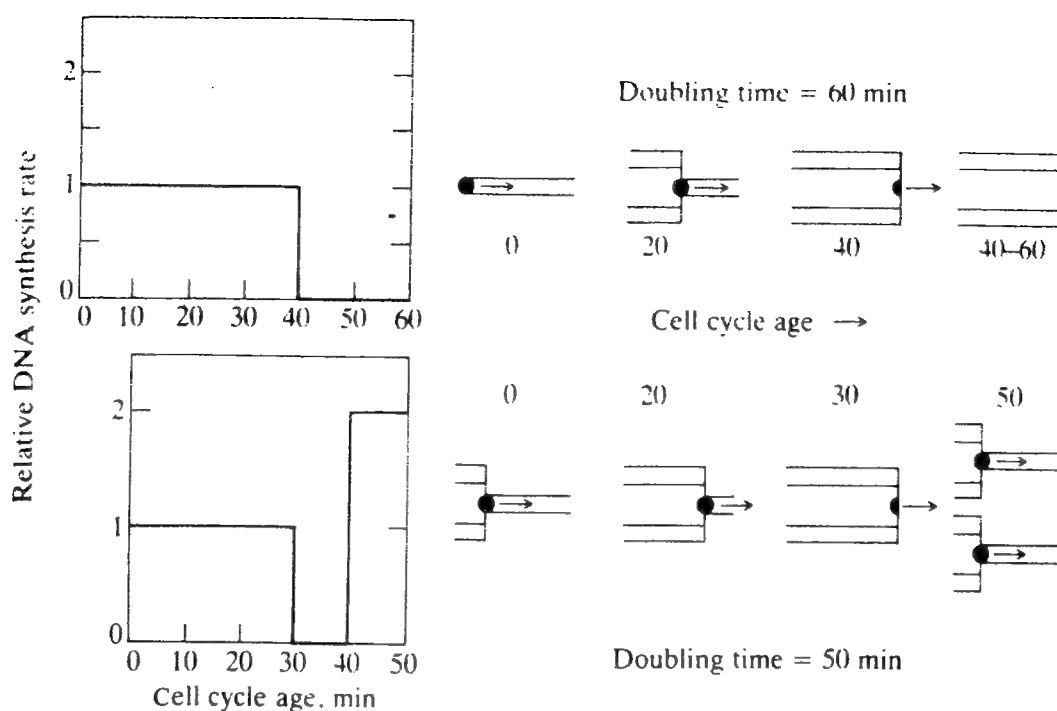 Relative DNA synthesis rate
2
1
0
0 10 20 30 40 50 60
Doubling time = 60 min
0 20 40 40–60
Cell cycle age →
2
1
0
0 10 20 30 40 50
Cell cycle age, min
0 20 30 50
Doubling time = 50 min